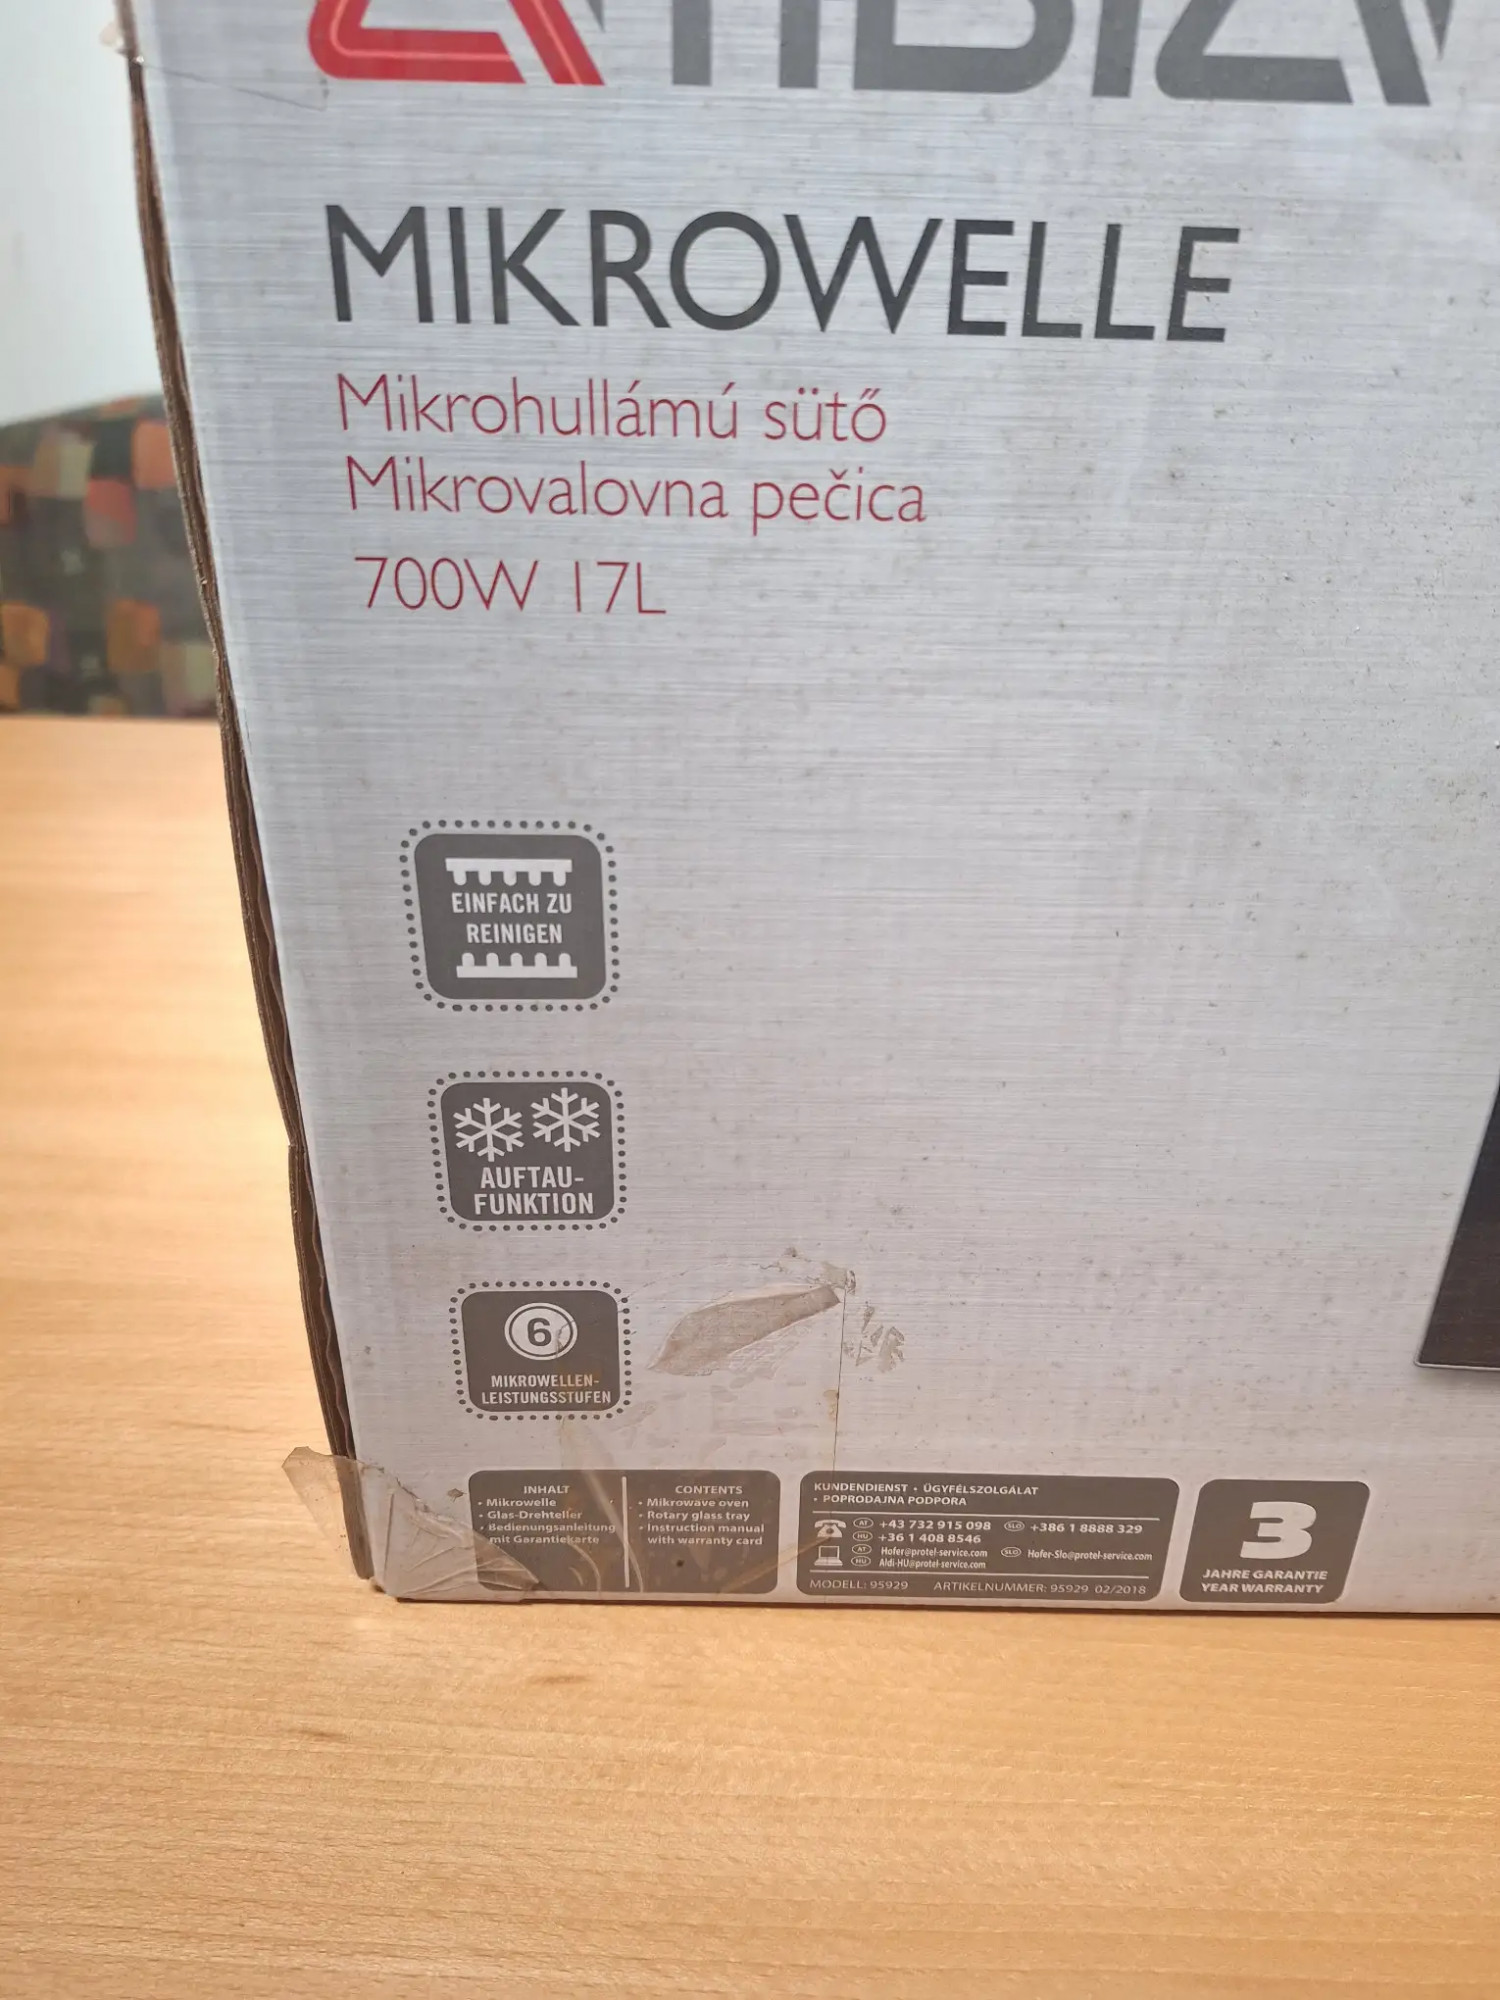 MIKROWELLE
Mikrohullámú sütő
Mikrovalovna pečica
700W 17L
EINFACH ZU
REINIGEN
AUFTAU-
FUNKTION
6
MIKROWELLEN-
LEISTUNGSSTUFEN
INHALT
• Mikrowelle
• Glas-Drehteller
• Bedienungsanleitung
mit Garantiekarte
CONTENTS
• Mikrowave oven
• Rotary glass tray
• Instruction manual
with warranty card
KUNDENDIENST • ÜGYFÉLSZOLGÁLAT
• POPRODAJNA PODPORA
AT +43 732 915 098 SLO +386 1 8888 329
HU +36 1 408 8546
AT Hofer@protel-service.com SLO Hofer-Slo@protel-service.com
HU Aldi-HU@protel-service.com
MODELL: 95929 ARTIKELNUMMER: 95929 02/2018
3
JAHRE GARANTIE
YEAR WARRANTY